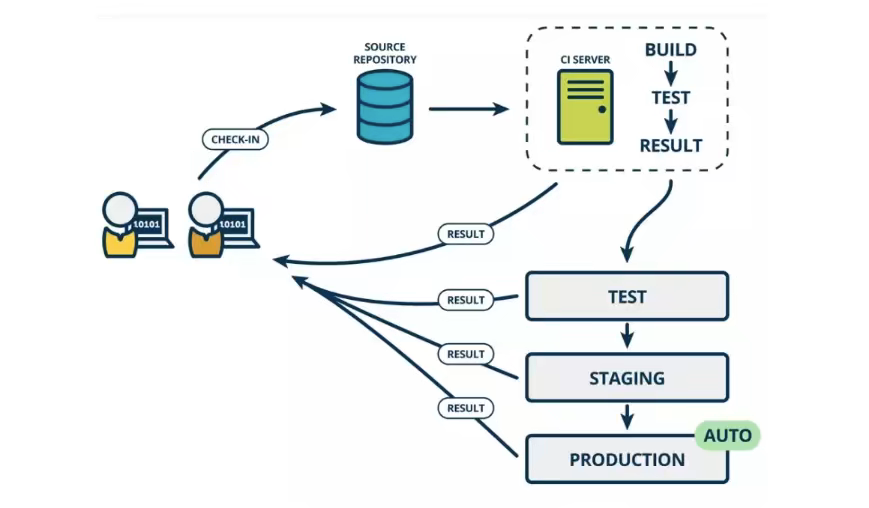 SOURCE
REPOSITORY
CI SERVER
BUILD
TEST
RESULT
CHECK-IN
10101
10101
RESULT
TEST
RESULT
STAGING
RESULT
AUTO
RESULT
PRODUCTION